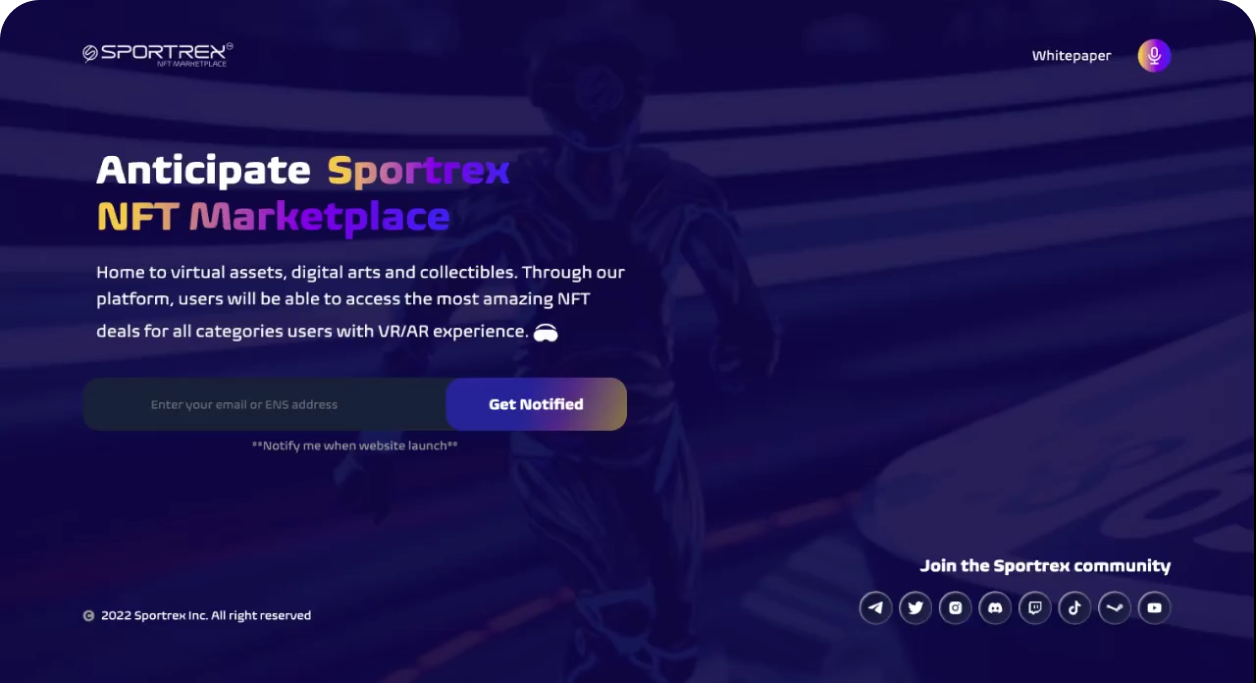 SPORTREX
NFT MARKETPLACE
Whitepaper
Anticipate Sportrex
NFT Marketplace
Home to virtual assets, digital arts and collectibles. Through our
platform, users will be able to access the most amazing NFT
deals for all categories users with VR/AR experience.
Enter your email or ENS address
Get Notified
**Notify me when website launch**
Join the Sportrex community
© 2022 Sportrex Inc. All right reserved